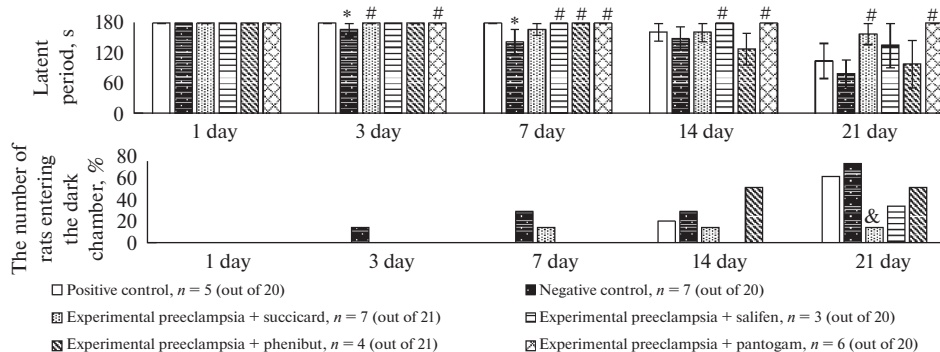 Latent
period, s
180
120
60
0
* # #
* # # #
# #
# #
1 day 3 day 7 day 14 day 21 day
The number of
rats entering
the dark
chamber, %
80
60
40
20
0
&
1 day 3 day 7 day 14 day 21 day
Positive control, n = 5 (out of 20)
Negative control, n = 7 (out of 20)
Experimental preeclampsia + succicard, n = 7 (out of 21)
Experimental preeclampsia + salifen, n = 3 (out of 20)
Experimental preeclampsia + phenibut, n = 4 (out of 21)
Experimental preeclampsia + pantogam, n = 6 (out of 20)